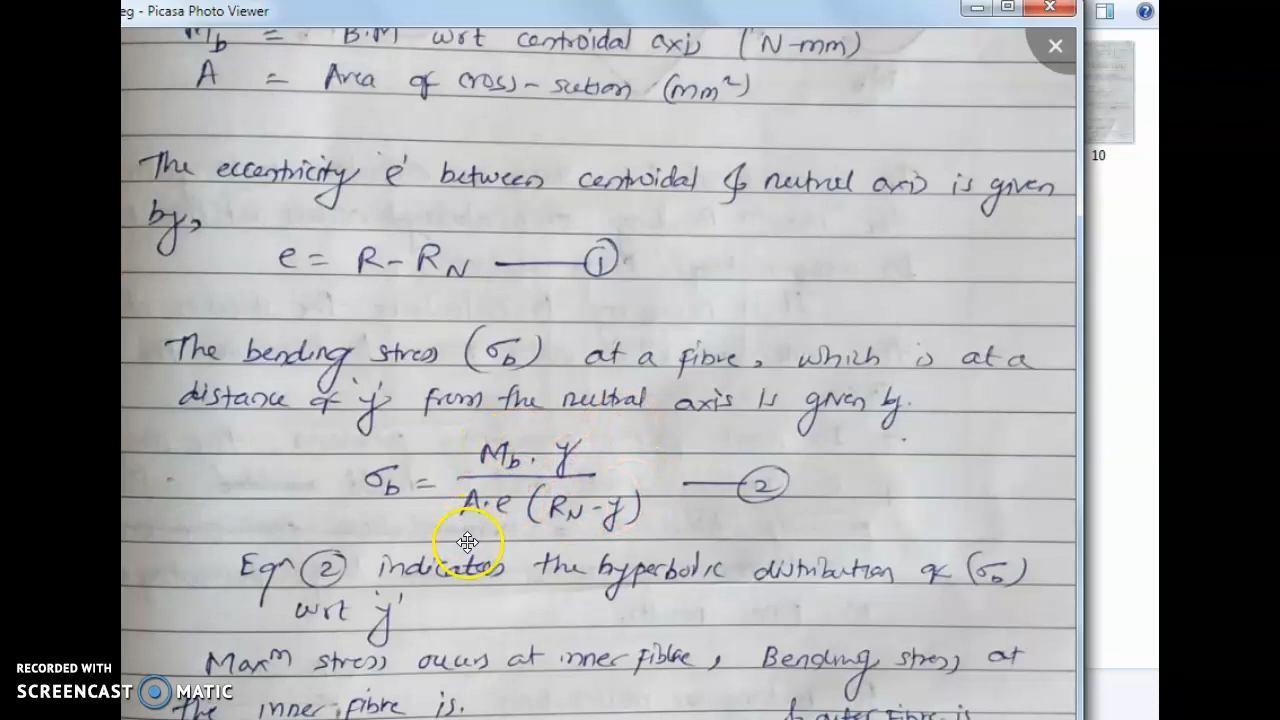 eg - Picasa Photo Viewer
Mb = B.M wrt centroidal axis (N-mm)
A = Area of cross-section (mm²)
10
The eccentricity 'e' between centroidal & neutral axis is given
by,
e = R - RN —— ①
The bending stress (σb) at a fibre, which is at a
distance of 'y' from the neutral axis is given by.
σb = Mb . y / A.e (RN - y) —— ②
Eqn ② indicates the hyperbolic distribution of (σb)
wrt 'y'
Maxm stress occurs at inner fibre, Bending stress at
the inner fibre is. & outer fibre is
RECORDED WITH
SCREENCAST MATIC